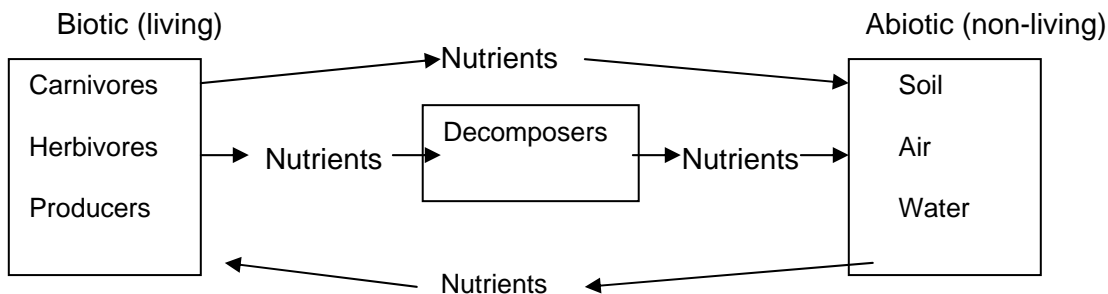 Biotic (living)
Abiotic (non-living)
Nutrients
Carnivores
Herbivores
Producers
Nutrients
Decomposers
Nutrients
Soil
Air
Water
Nutrients